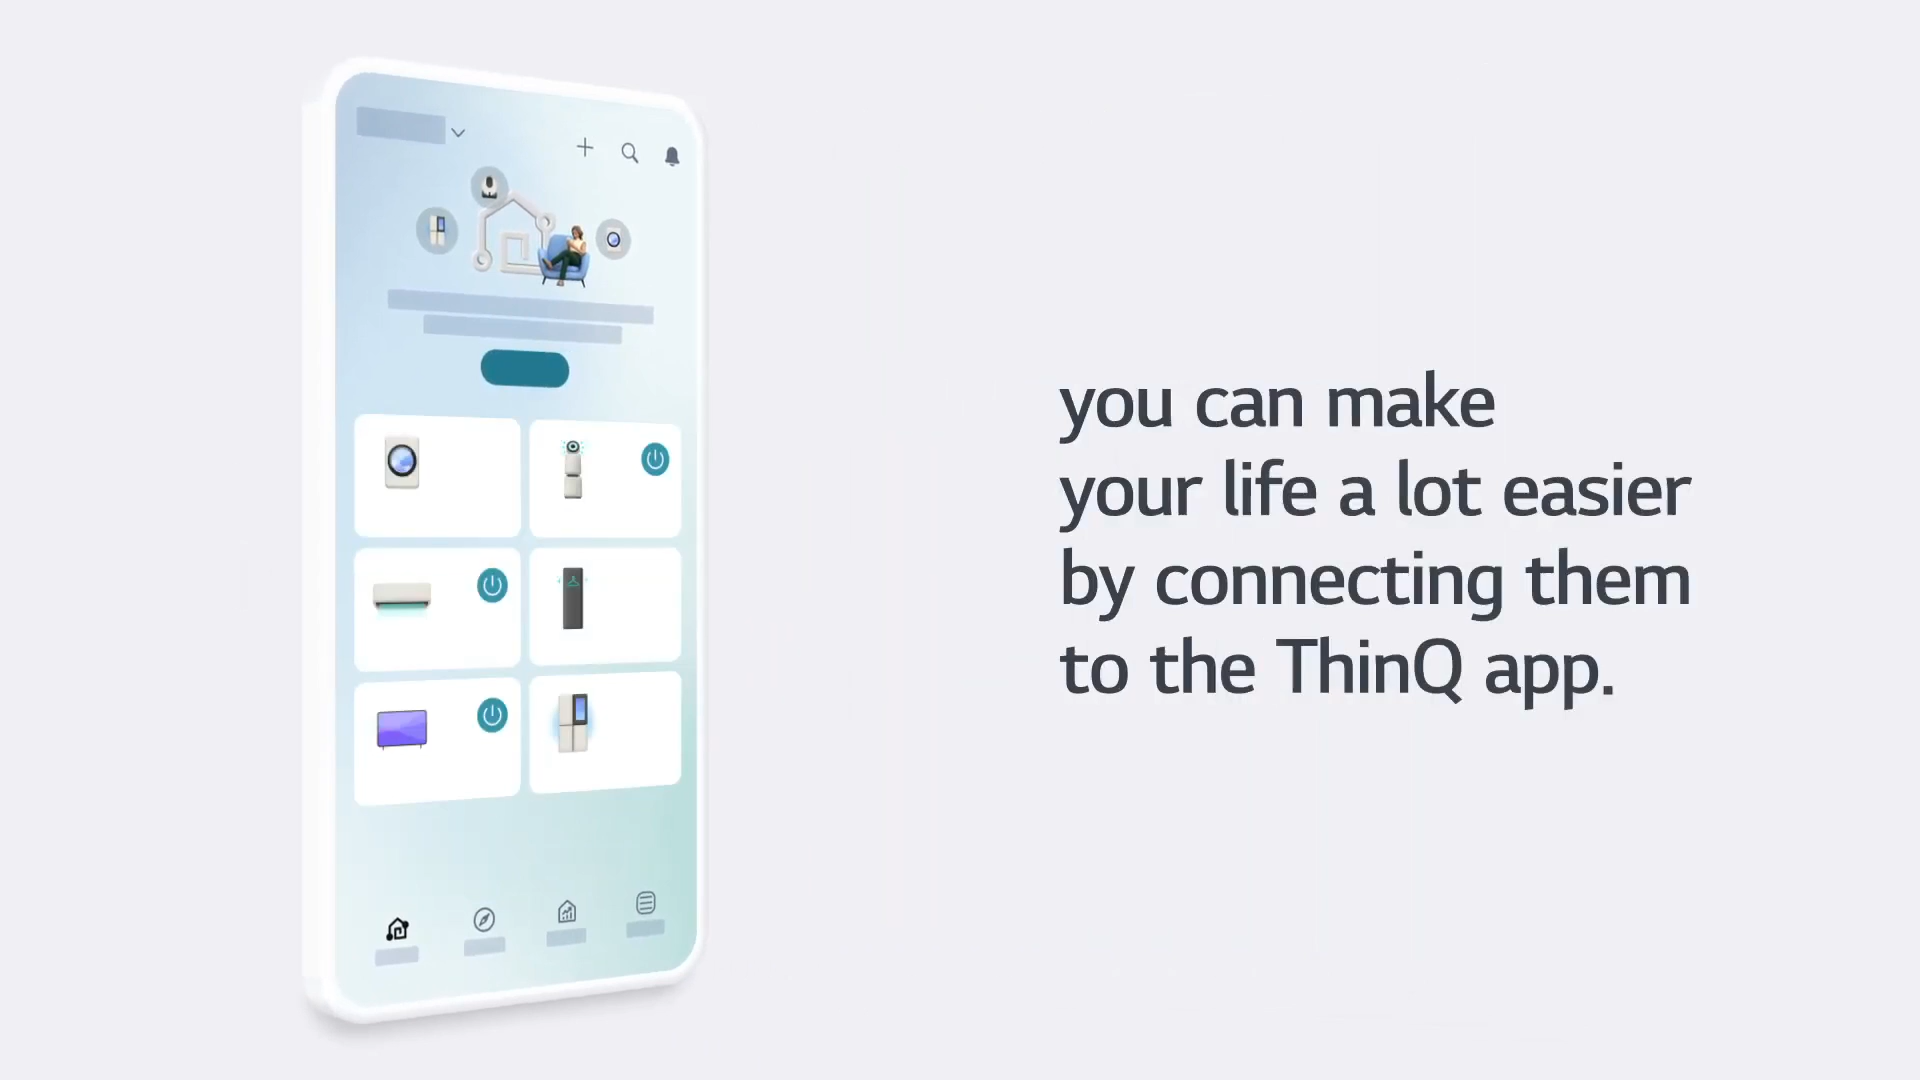 you can make
your life a lot easier
by connecting them
to the ThinQ app.